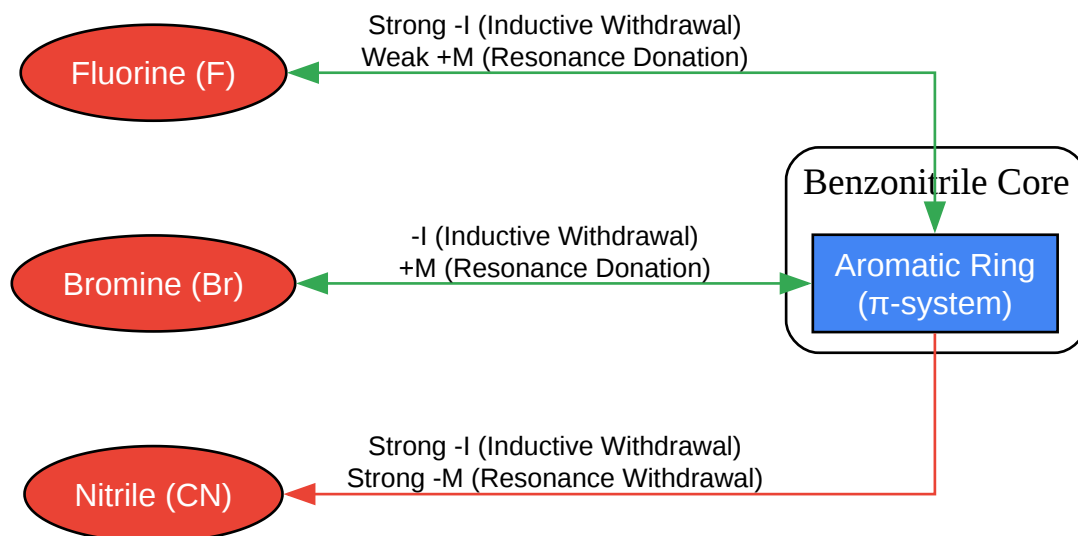 Strong -I (Inductive Withdrawal)
Weak +M (Resonance Donation)
Fluorine (F)
Benzonitrile Core
-I (Inductive Withdrawal)
+M (Resonance Donation)
Bromine (Br)
Aromatic Ring
(π-system)
Strong -I (Inductive Withdrawal)
Strong -M (Resonance Withdrawal)
Nitrile (CN)